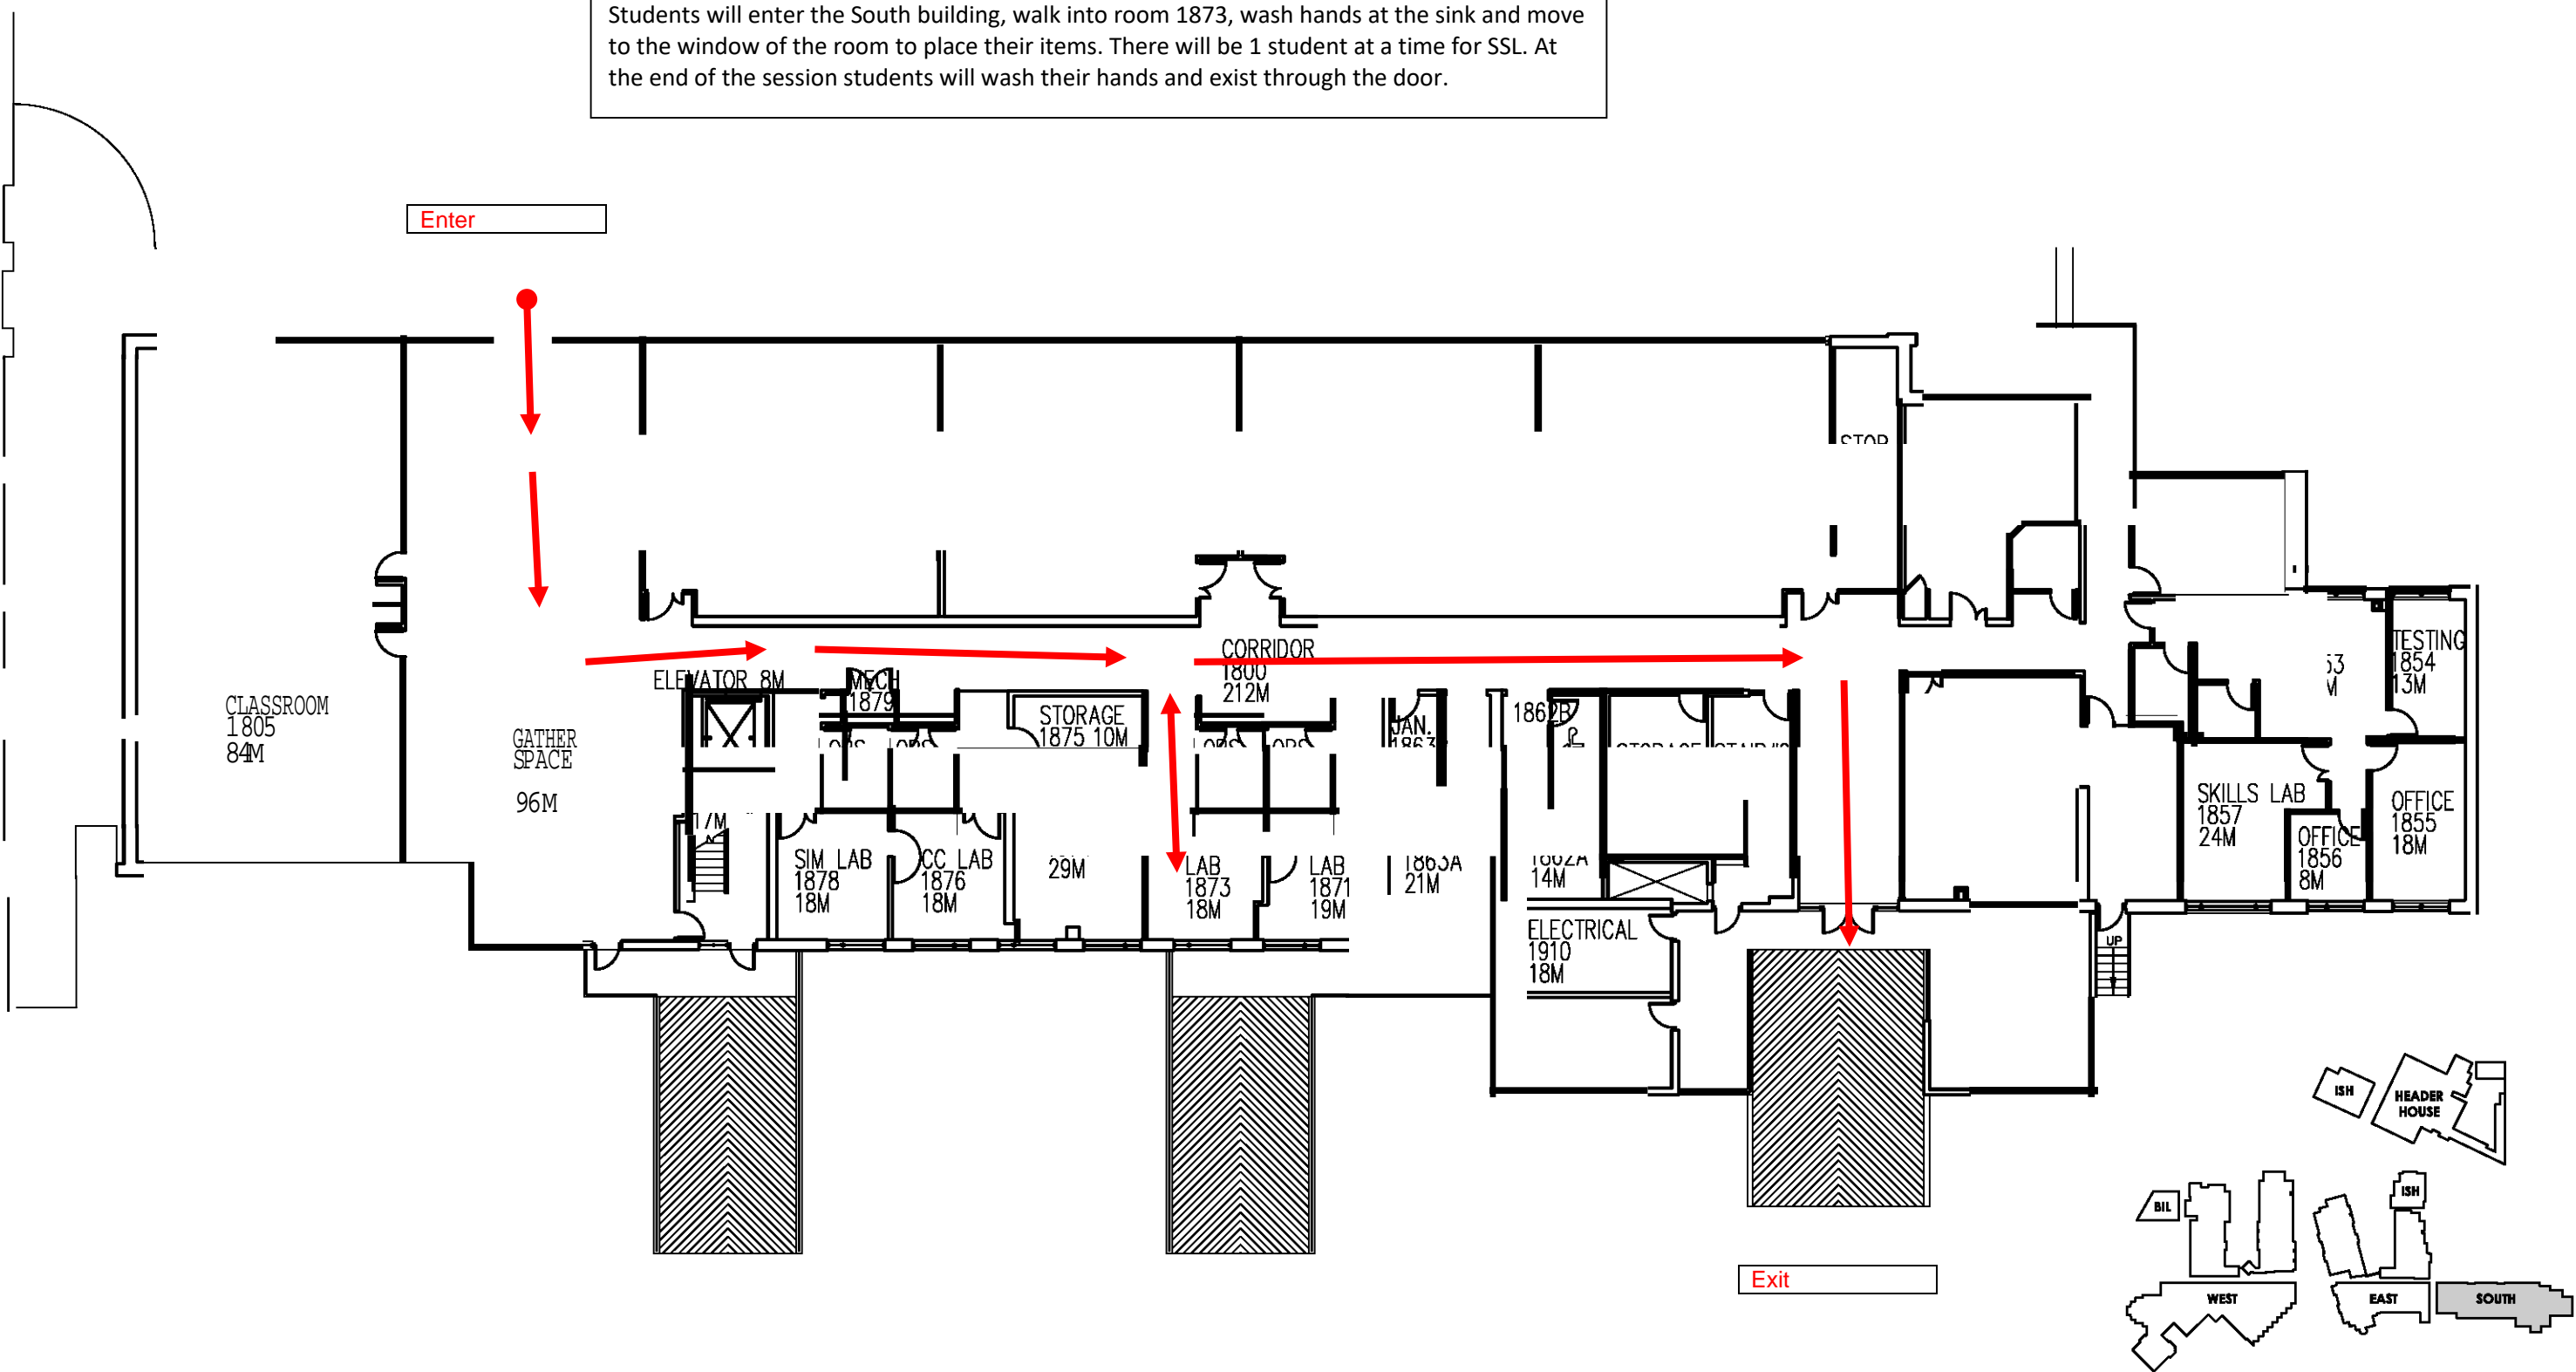 Students will enter the South building, walk into room 1873, wash hands at the sink and move
to the window of the room to place their items. There will be 1 student at a time for SSL. At
the end of the session students will wash their hands and exist through the door.
Enter
CORRIDOR
1800
212M
ELEVATOR 8M
MECH
1879
TESTING
1854
13M
CLASSROOM
1805
84M
GATHER
SPACE
96M
STORAGE
1875 10M
JAN.
1862B
SKILLS LAB
1857
24M
OFFICE
1856
8M
OFFICE
1855
18M
SIM LAB
1878
18M
CC LAB
1876
18M
29M
LAB
1873
18M
LAB
1871
19M
1863A
21M
1862A
14M
ELECTRICAL
1910
18M
UP
Exit
ISH
HEADER
HOUSE
BIL
ISH
WEST
EAST
SOUTH